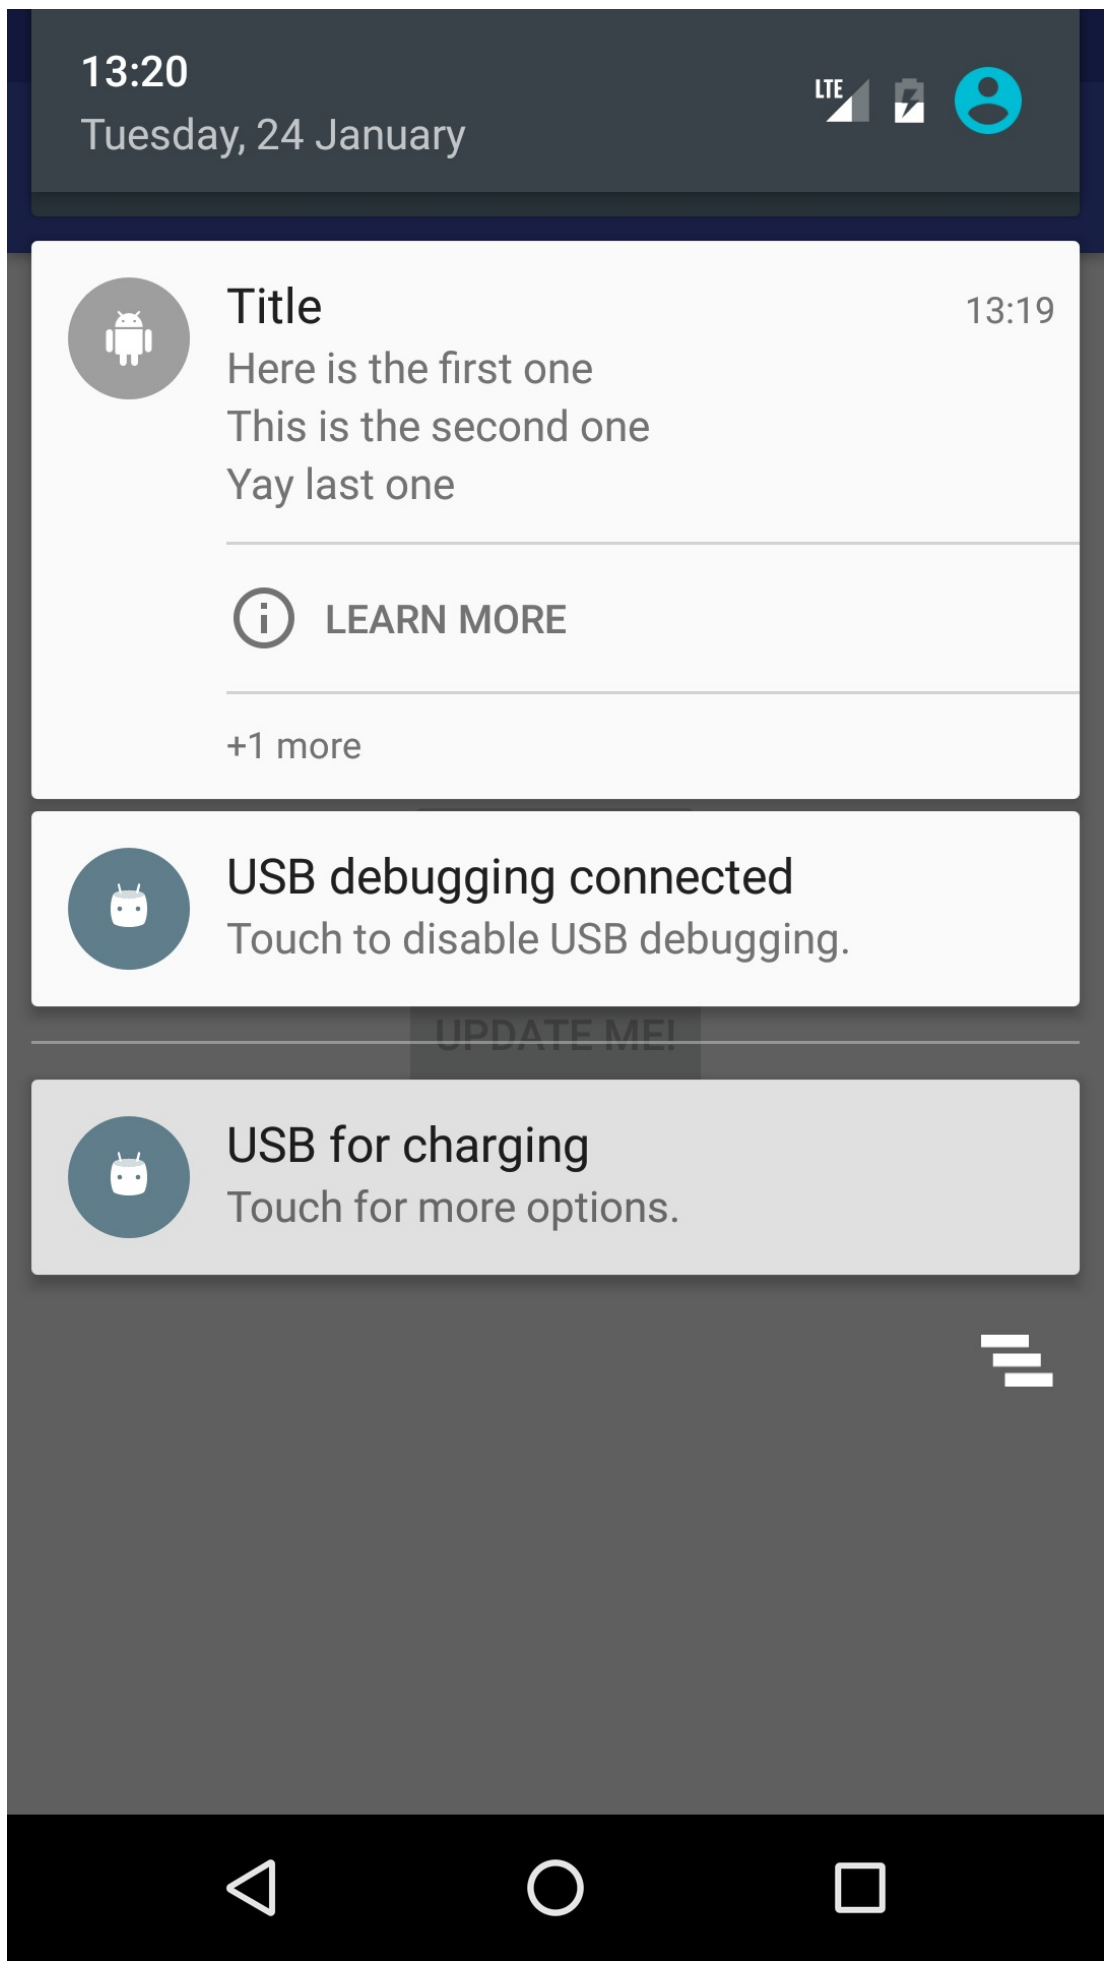 13:20
LTE
Tuesday, 24 January
Title
13:19
Here is the first one
This is the second one
Yay last one
LEARN MORE
+1 more
USB debugging connected
Touch to disable USB debugging.
UPDATE ME!
USB for charging
Touch for more options.